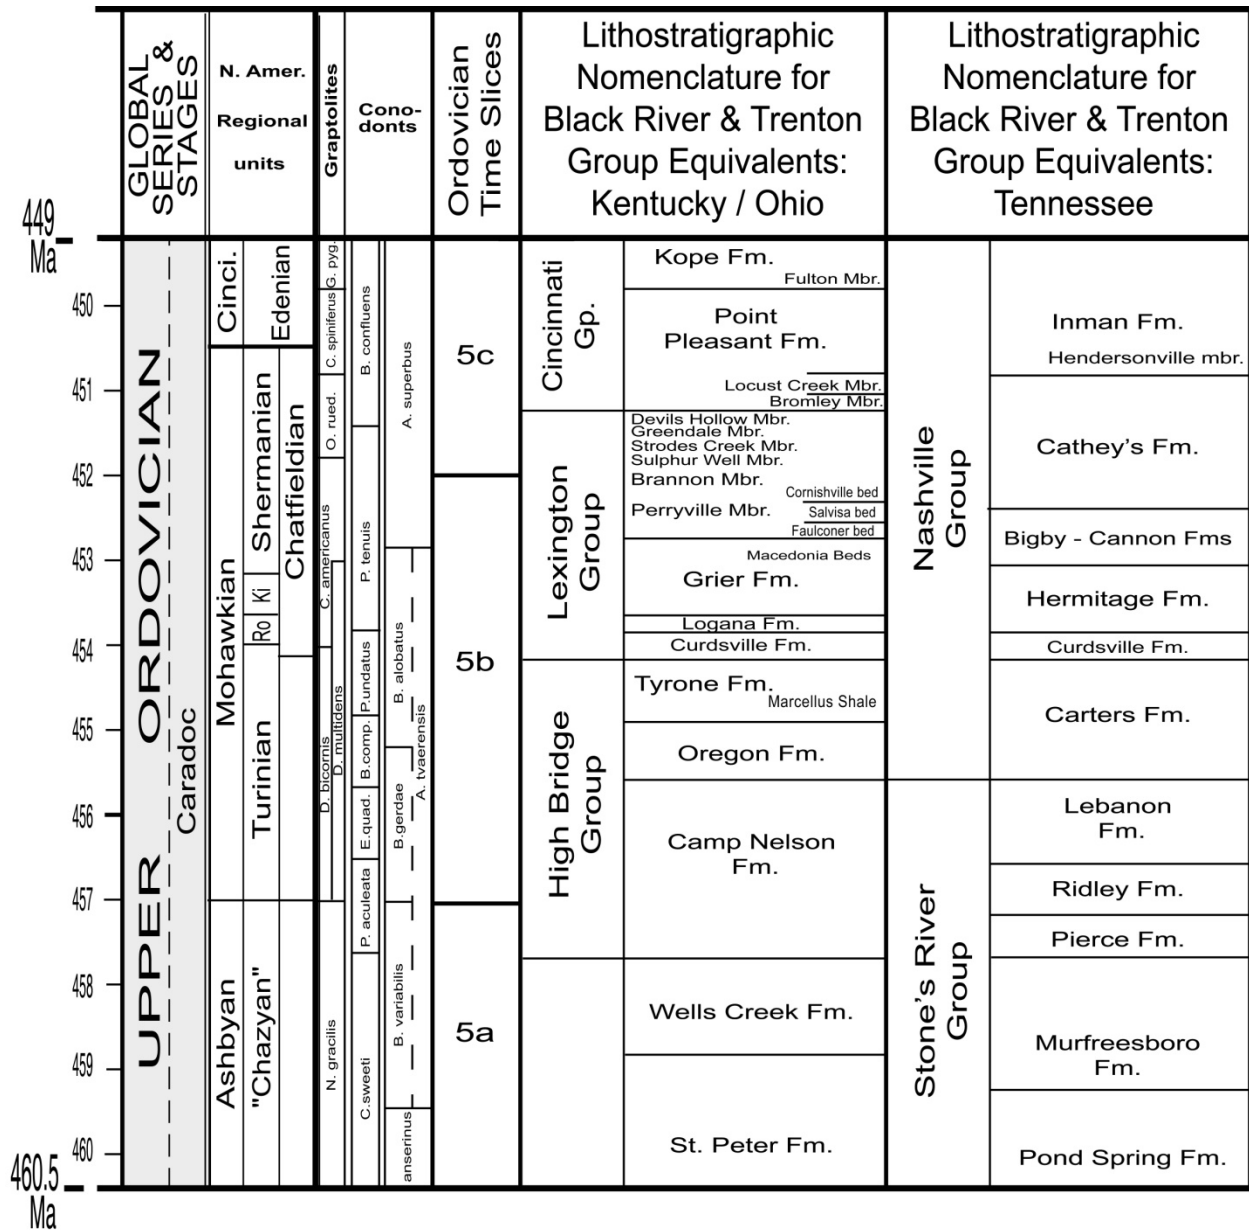 GLOBAL
SERIES &
STAGES
N. Amer.
Regional
units
Graptolites
Cono-
donts
Ordovician
Time Slices
Lithostratigraphic
Nomenclature for
Black River & Trenton
Group Equivalents:
Kentucky / Ohio
Lithostratigraphic
Nomenclature for
Black River & Trenton
Group Equivalents:
Tennessee
449
Ma
450
451
452
453
454
455
456
457
458
459
460
460.5
Ma
UPPER ORDOVICIAN
Caradoc
Cinci.
Mohawkian
Ashbyan
Edenian
Shermanian
Chatfieldian
Ki
Ro
Turinian
"Chazyan"
G. pyg.
C. spiniferus
O. rued.
C. americanus
D. bicornis
D. multidens
N. gracilis
B. confluens
P. tenuis
P.undatus
B.comp.
E.quad.
P. aculeata
C.sweeti
A. superbus
B. alobatus
A. tvaerensis
B.gerdae
B. variabilis
anserinus
5c
5b
5a
Cincinnati
Gp.
Lexington
Group
High Bridge
Group
Kope Fm.
Fulton Mbr.
Point
Pleasant Fm.
Locust Creek Mbr.
Bromley Mbr.
Devils Hollow Mbr.
Greendale Mbr.
Strodes Creek Mbr.
Sulphur Well Mbr.
Brannon Mbr.
Cornishville bed
Perryville Mbr.
Salvisa bed
Faulconer bed
Macedonia Beds
Grier Fm.
Logana Fm.
Curdsville Fm.
Tyrone Fm.
Marcellus Shale
Oregon Fm.
Camp Nelson
Fm.
Wells Creek Fm.
St. Peter Fm.
Nashville
Group
Stone's River
Group
Inman Fm.
Hendersonville mbr.
Cathey's Fm.
Bigby - Cannon Fms
Hermitage Fm.
Curdsville Fm.
Carters Fm.
Lebanon
Fm.
Ridley Fm.
Pierce Fm.
Murfreesboro
Fm.
Pond Spring Fm.